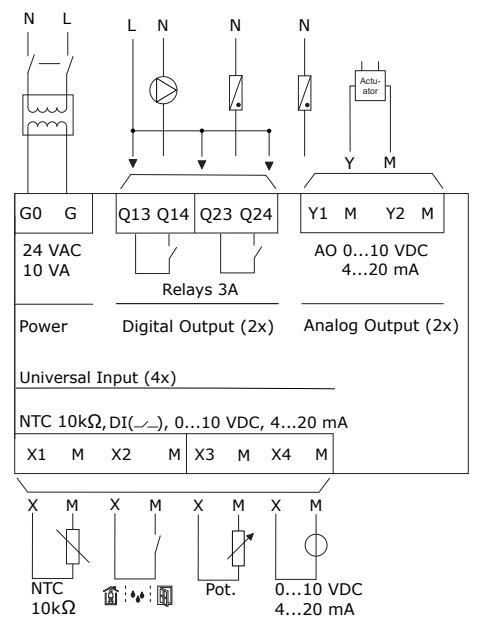 N L L N N N
Actu-
ator
Y M
G0 G Q13 Q14 Q23 Q24 Y1 M Y2 M
24 VAC
10 VA
Relays 3A
AO 0...10 VDC
4...20 mA
Power Digital Output (2x) Analog Output (2x)
Universal Input (4x)
NTC 10kΩ, DI( ), 0...10 VDC, 4...20 mA
X1 M X2 M X3 M X4 M
X M X M X M X M
NTC
10kΩ
Pot.
0...10 VDC
4...20 mA